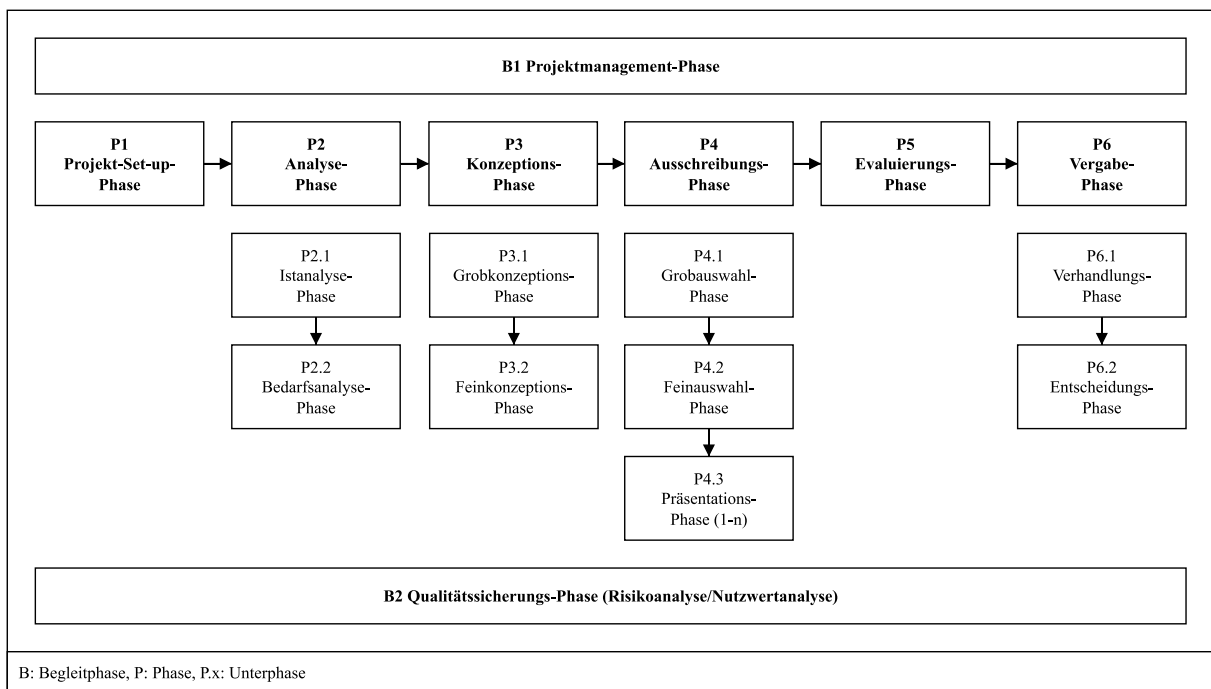 B1 Projektmanagement-Phase
P1
Projekt-Set-up-
Phase
P2
Analyse-
Phase
P3
Konzeptions-
Phase
P4
Ausschreibungs-
Phase
P5
Evaluierungs-
Phase
P6
Vergabe-
Phase
P2.1
Istanalyse-
Phase
P3.1
Grobkonzeptions-
Phase
P4.1
Grobauswahl-
Phase
P6.1
Verhandlungs-
Phase
P2.2
Bedarfsanalyse-
Phase
P3.2
Feinkonzeptions-
Phase
P4.2
Feinauswahl-
Phase
P6.2
Entscheidungs-
Phase
P4.3
Präsentations-
Phase (1-n)
B2 Qualitätssicherungs-Phase (Risikoanalyse/Nutzwertanalyse)
B: Begleitphase, P: Phase, P.x: Unterphase